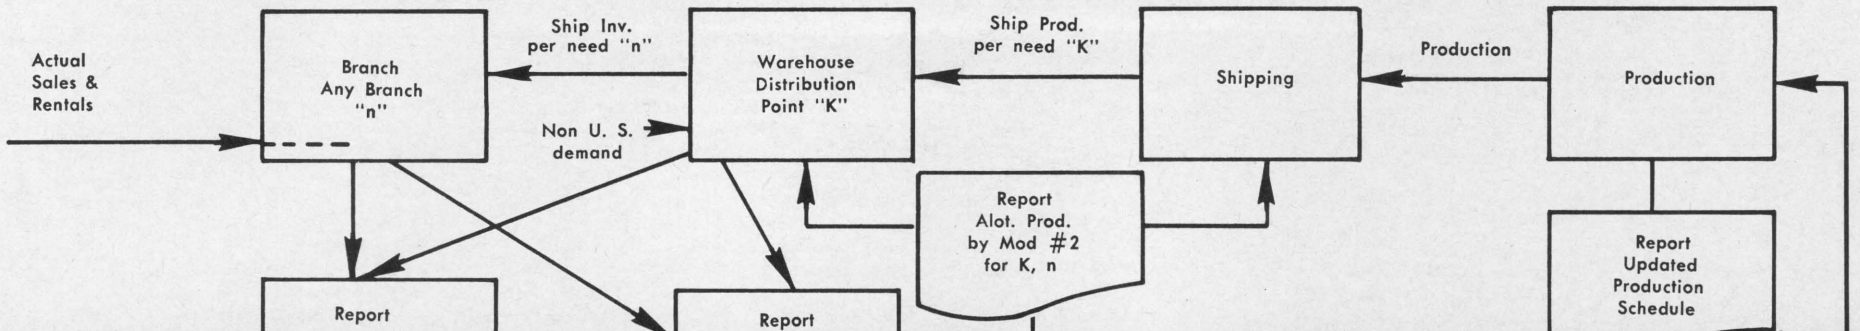 Actual
Sales &
Rentals
Branch
Any Branch
"n"
Ship Inv.
per need "n"
Non U. S.
demand
Warehouse
Distribution
Point "K"
Ship Prod.
per need "K"
Shipping
Production
Production
Report
Alot. Prod.
by Mod #2
for K, n
Report
Updated
Production
Schedule
Report
Report